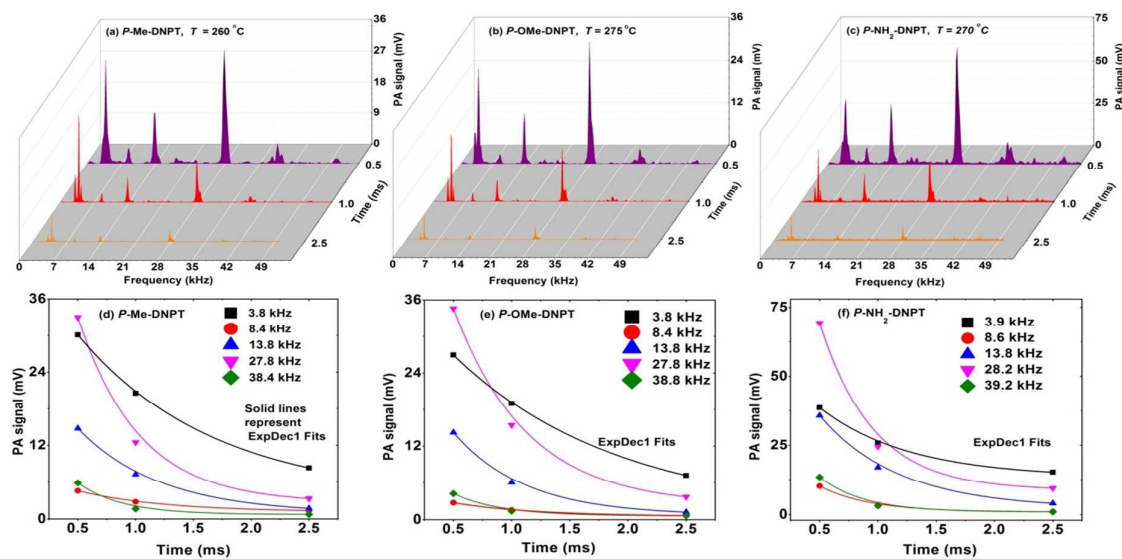 (a) P-Me-DNPT, T = 260 °C
36
27
18
9
0
PA signal (mV)
0.5
1.0
2.5
Time (ms)
0 7 14 21 28 35 42 49
Frequency (kHz)
(b) P-OMe-DNPT, T = 275 °C
36
24
12
0
PA signal (mV)
0.5
1.0
2.5
Time (ms)
0 7 14 21 28 35 42 49
Frequency (kHz)
(c) P-NH2-DNPT, T = 270 °C
75
50
25
0
PA signal (mV)
0.5
1.0
2.5
Time (ms)
0 7 14 21 28 35 42 49
Frequency (kHz)
(d) P-Me-DNPT
3.8 kHz
8.4 kHz
13.8 kHz
27.8 kHz
38.4 kHz
Solid lines
represent
ExpDec1 Fits
PA signal (mV)
36
24
12
0
0.5 1.0 1.5 2.0 2.5
Time (ms)
(e) P-OMe-DNPT
3.8 kHz
8.4 kHz
13.8 kHz
27.8 kHz
38.8 kHz
ExpDec1 Fits
PA signal (mV)
36
24
12
0
0.5 1.0 1.5 2.0 2.5
Time (ms)
(f) P-NH2-DNPT
3.9 kHz
8.6 kHz
13.8 kHz
28.2 kHz
39.2 kHz
ExpDec1 Fits
PA signal (mV)
75
50
25
0
0.5 1.0 1.5 2.0 2.5
Time (ms)